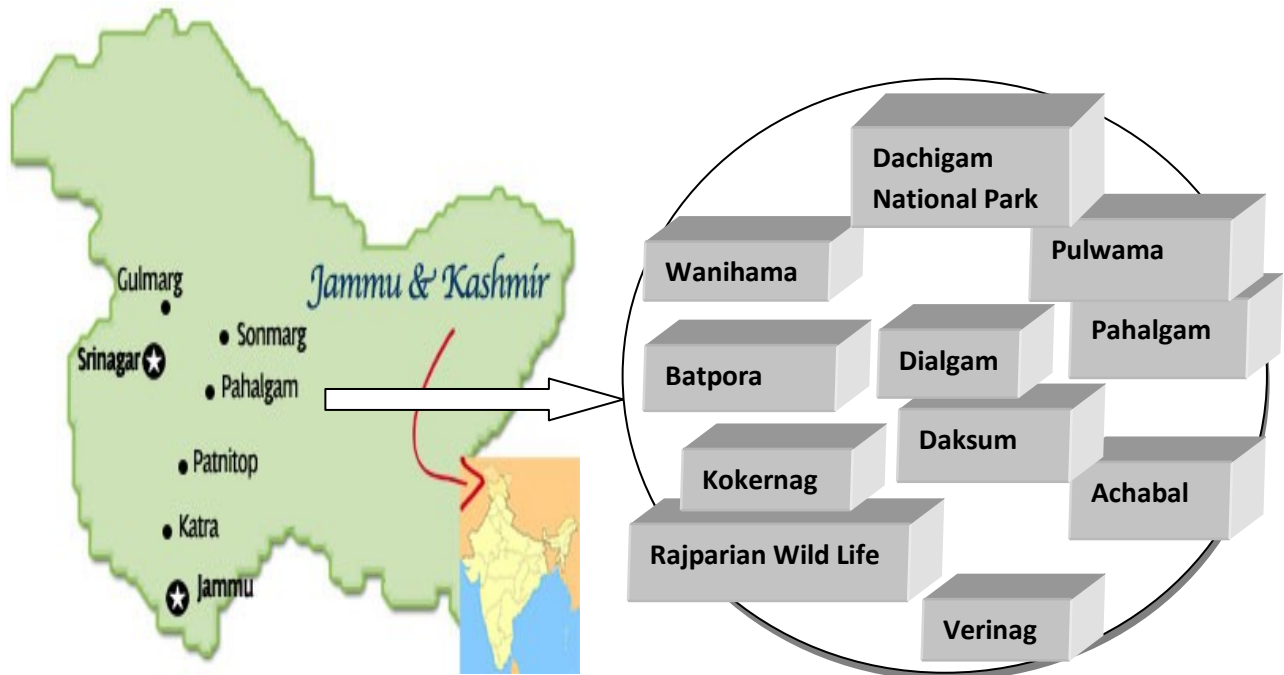 Jammu & Kashmir
Gulmarg
Sonmarg
Srinagar
Pahalgam
Patnitop
Katra
Jammu
Dachigam
National Park
Wanihama
Pulwama
Pahalgam
Batpora
Dialgam
Daksum
Kokernag
Achabal
Rajparian Wild Life
Verinag